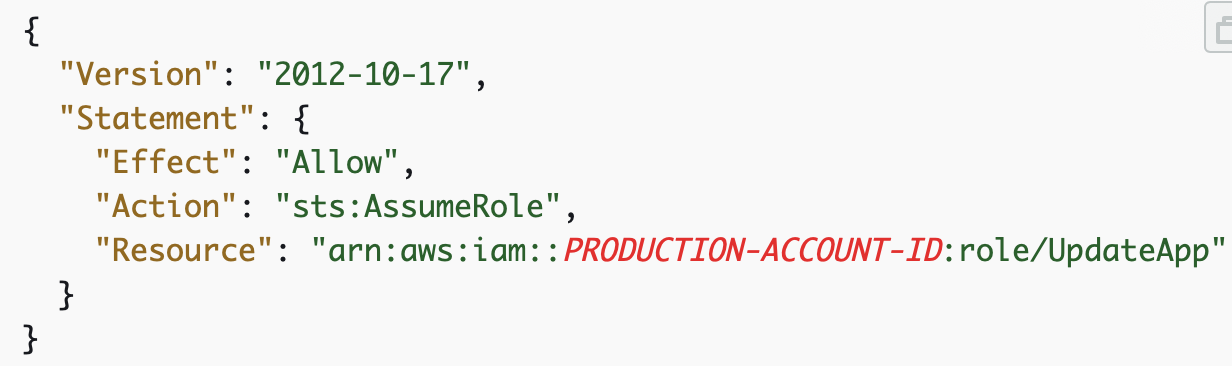 {
  "Version": "2012-10-17",
  "Statement": {
    "Effect": "Allow",
    "Action": "sts:AssumeRole",
    "Resource": "arn:aws:iam::PRODUCTION-ACCOUNT-ID:role/UpdateApp"
  }
}